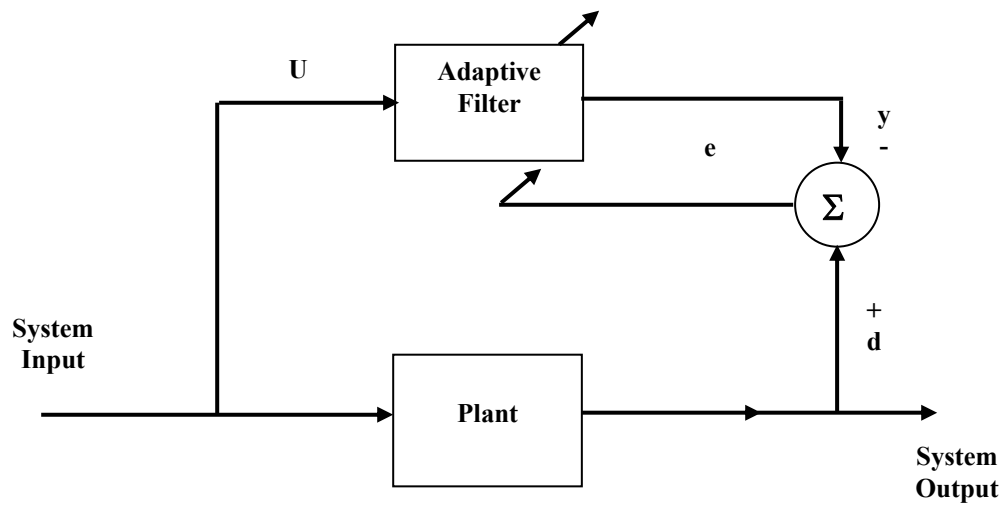 U
Adaptive
Filter
y
-
e
Σ
+
d
System
Input
Plant
System
Output